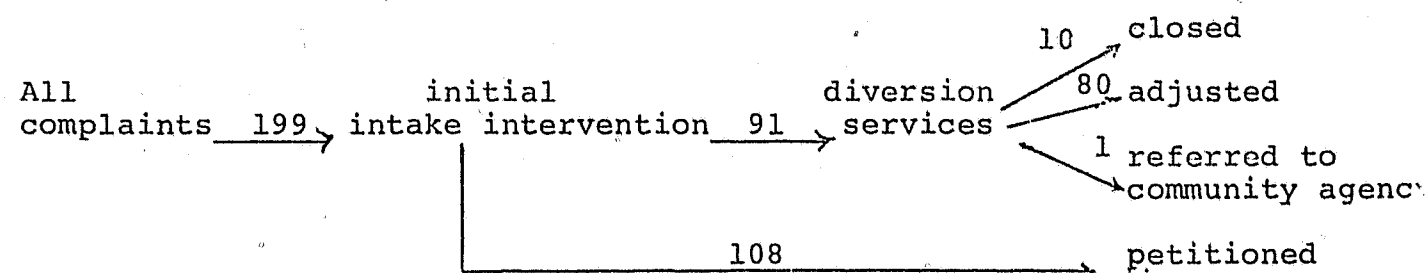 10 closed
All initial diversion 80 adjusted
complaints 199 intake intervention 91 services
1 referred to
community agenc
108 petitioned